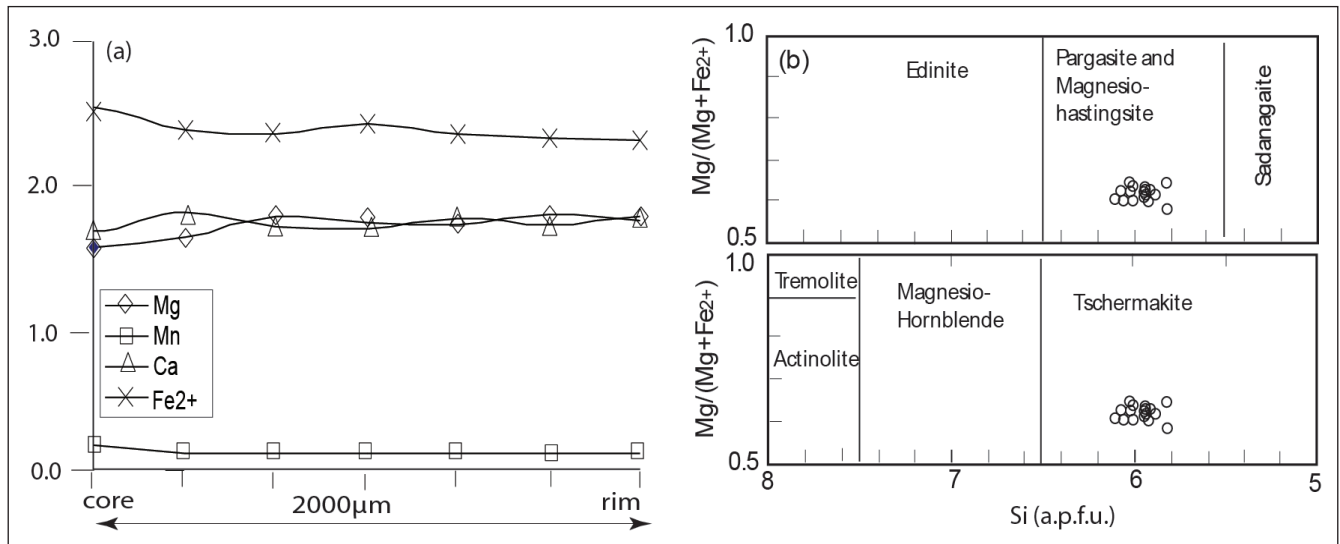 3.0
(a)
2.0
1.0
0.0
Mg
Mn
Ca
Fe2+
core
2000µm
rim
Mg/(Mg+Fe2+)
1.0
0.5
(b)
Edinite
Pargasite and
Magnesio-
hastingsite
Sadanagaite
Mg/(Mg+Fe2+)
1.0
0.5
Tremolite
Actinolite
Magnesio-
Hornblende
Tschermakite
8
7
6
5
Si (a.p.f.u.)